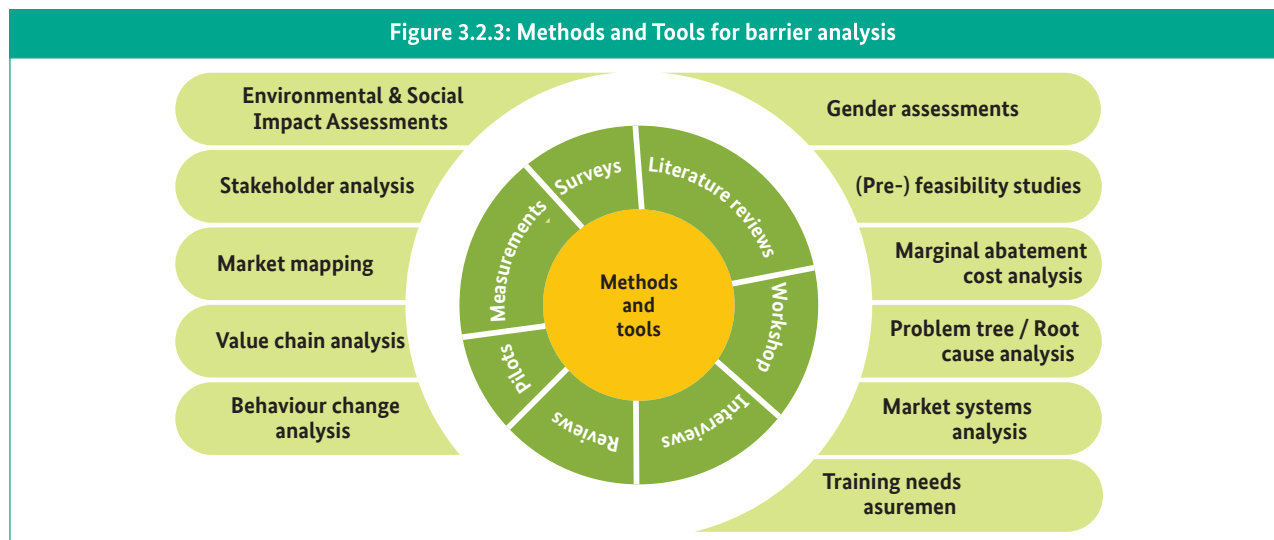 Figure 3.2.3: Methods and Tools for barrier analysis
Environmental & Social
Impact Assessments
Stakeholder analysis
Market mapping
Value chain analysis
Behaviour change
analysis
Surveys
Literature reviews
Workshop
Interviews
Reviews
Pilots
Measurements
Methods
and
tools
Gender assessments
(Pre-) feasibility studies
Marginal abatement
cost analysis
Problem tree / Root
cause analysis
Market systems
analysis
Training needs
asuremen